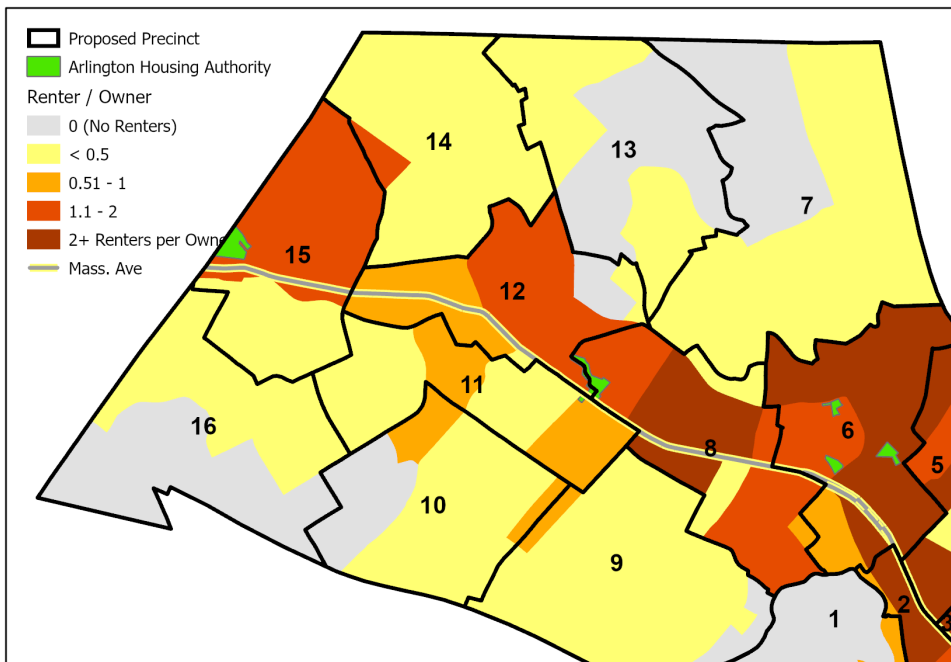 Proposed Precinct
Arlington Housing Authority
Renter / Owner
0 (No Renters)
< 0.5
0.51 - 1
1.1 - 2
2+ Renters per Owne
Mass. Ave
14
13
7
15
12
11
16
6
8
5
10
9
1
2
3